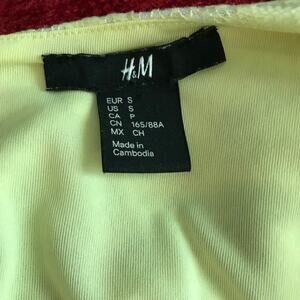 H&M
EUR S
US S
CA P
CN 165/88A
MX CH
Made in
Cambodia